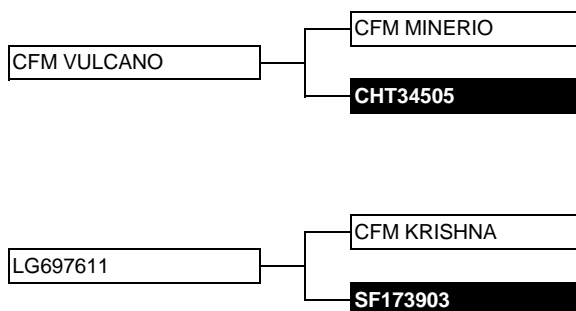 CFM MINERIO
CFM VULCANO
CHT34505
CFM KRISHNA
LG697611
SF173903